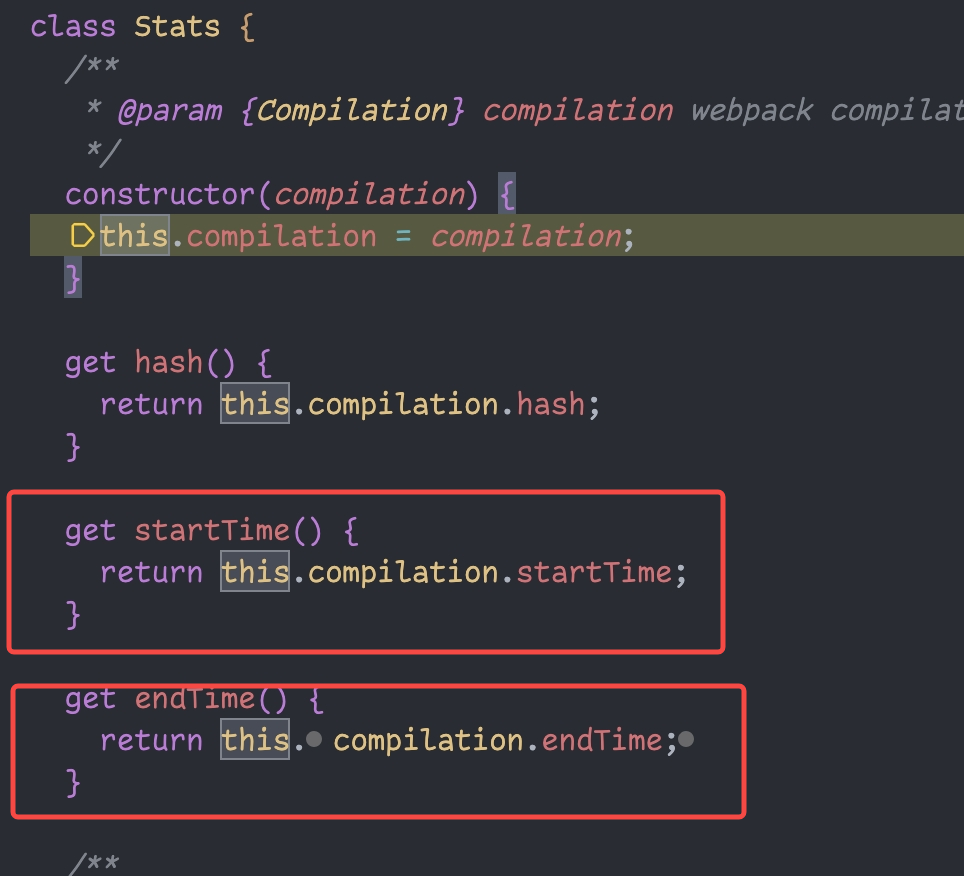 class Stats {
/**
* @param {Compilation} compilation webpack
*/
constructor(compilation) {
this.compilation = compilation;
}
get hash() {
return this.compilation.hash;
}
get startTime() {
return this.compilation.startTime;
}
get endTime() {
return this. compilation.endTime;
}
/**